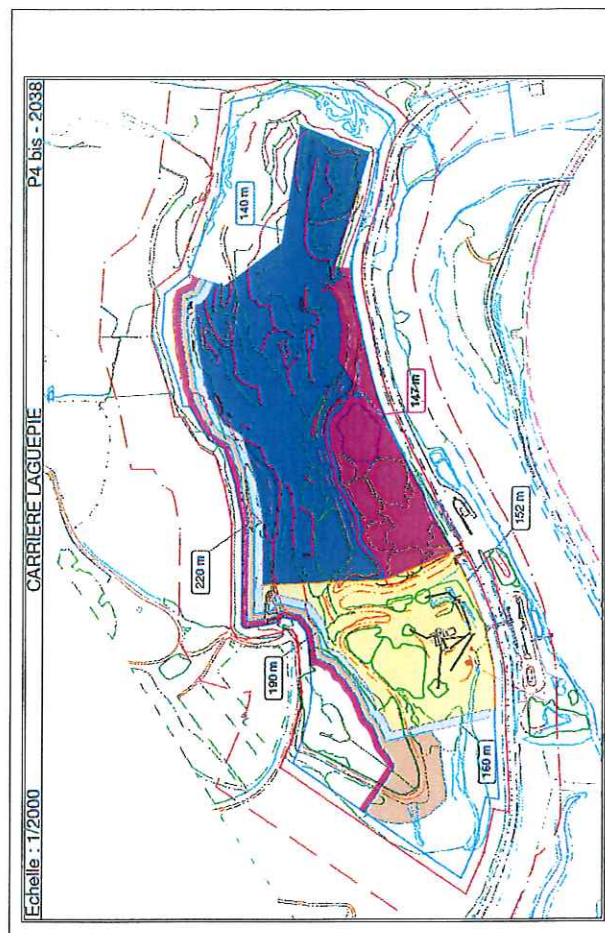 Echelle : 1/2000 CARRIERE LAGUEPIE P4 bis - 2038
140 m
220 m
147 m
152 m
190 m
160 m